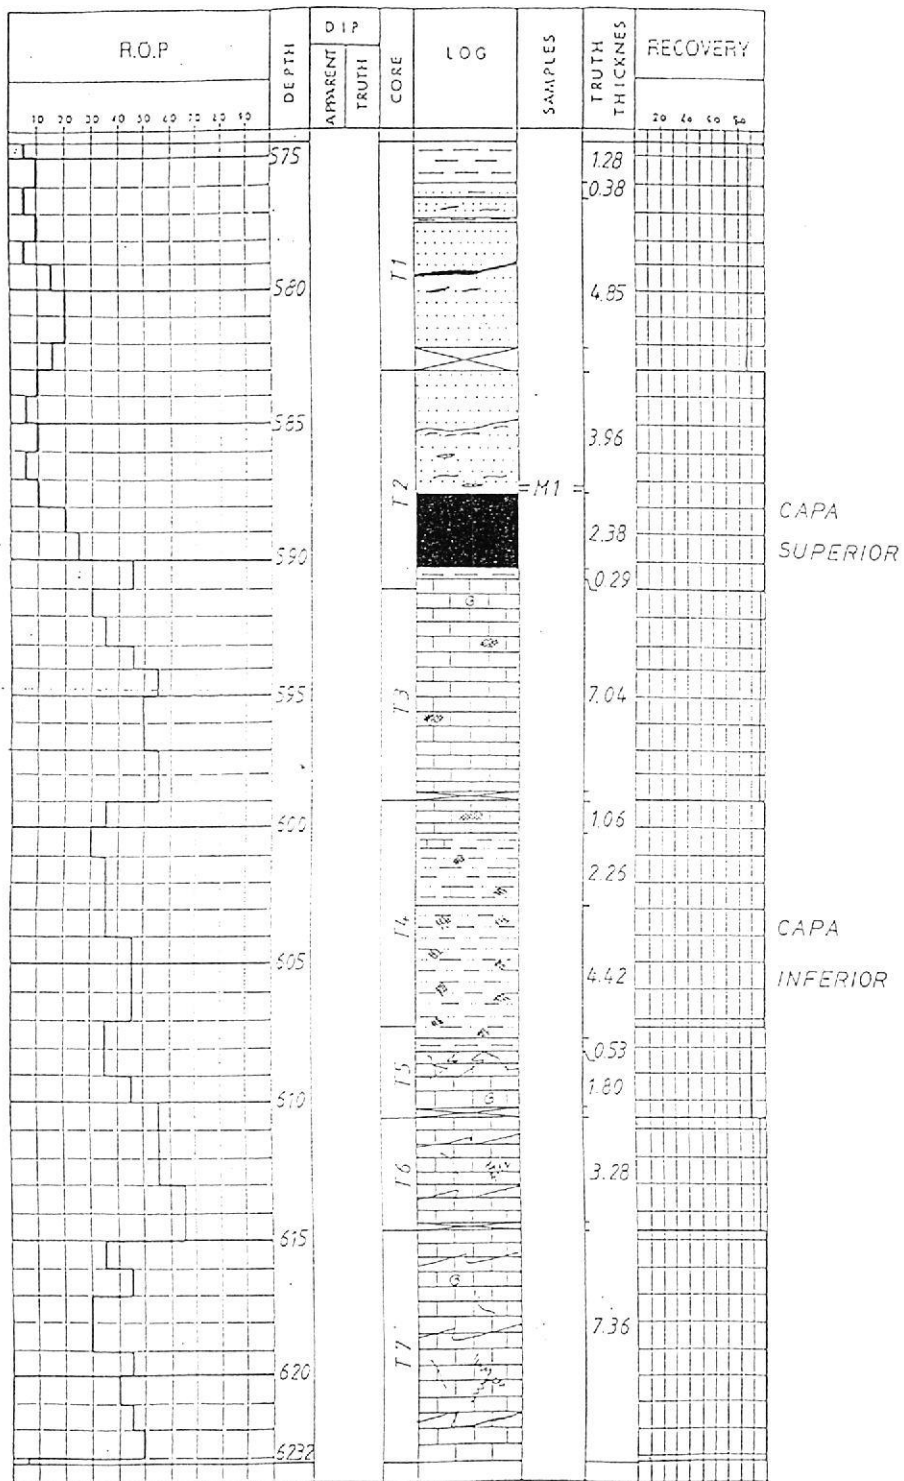 R.O.P
DEPTH
DIP
APPARENT
TRUTH
CORE
LOG
SAMPLES
TRUTH
THICKNES
RECOVERY
10 20 30 40 50 60 70 80 90
20 40 60
575
580
585
590
595
600
605
610
615
620
6232
T1
T2
T3
T4
T5
T6
T7
=M1=
1.28
0.38
4.85
3.96
2.38
0.29
7.04
1.06
2.25
4.42
0.53
1.80
3.28
7.36
CAPA
SUPERIOR
CAPA
INFERIOR